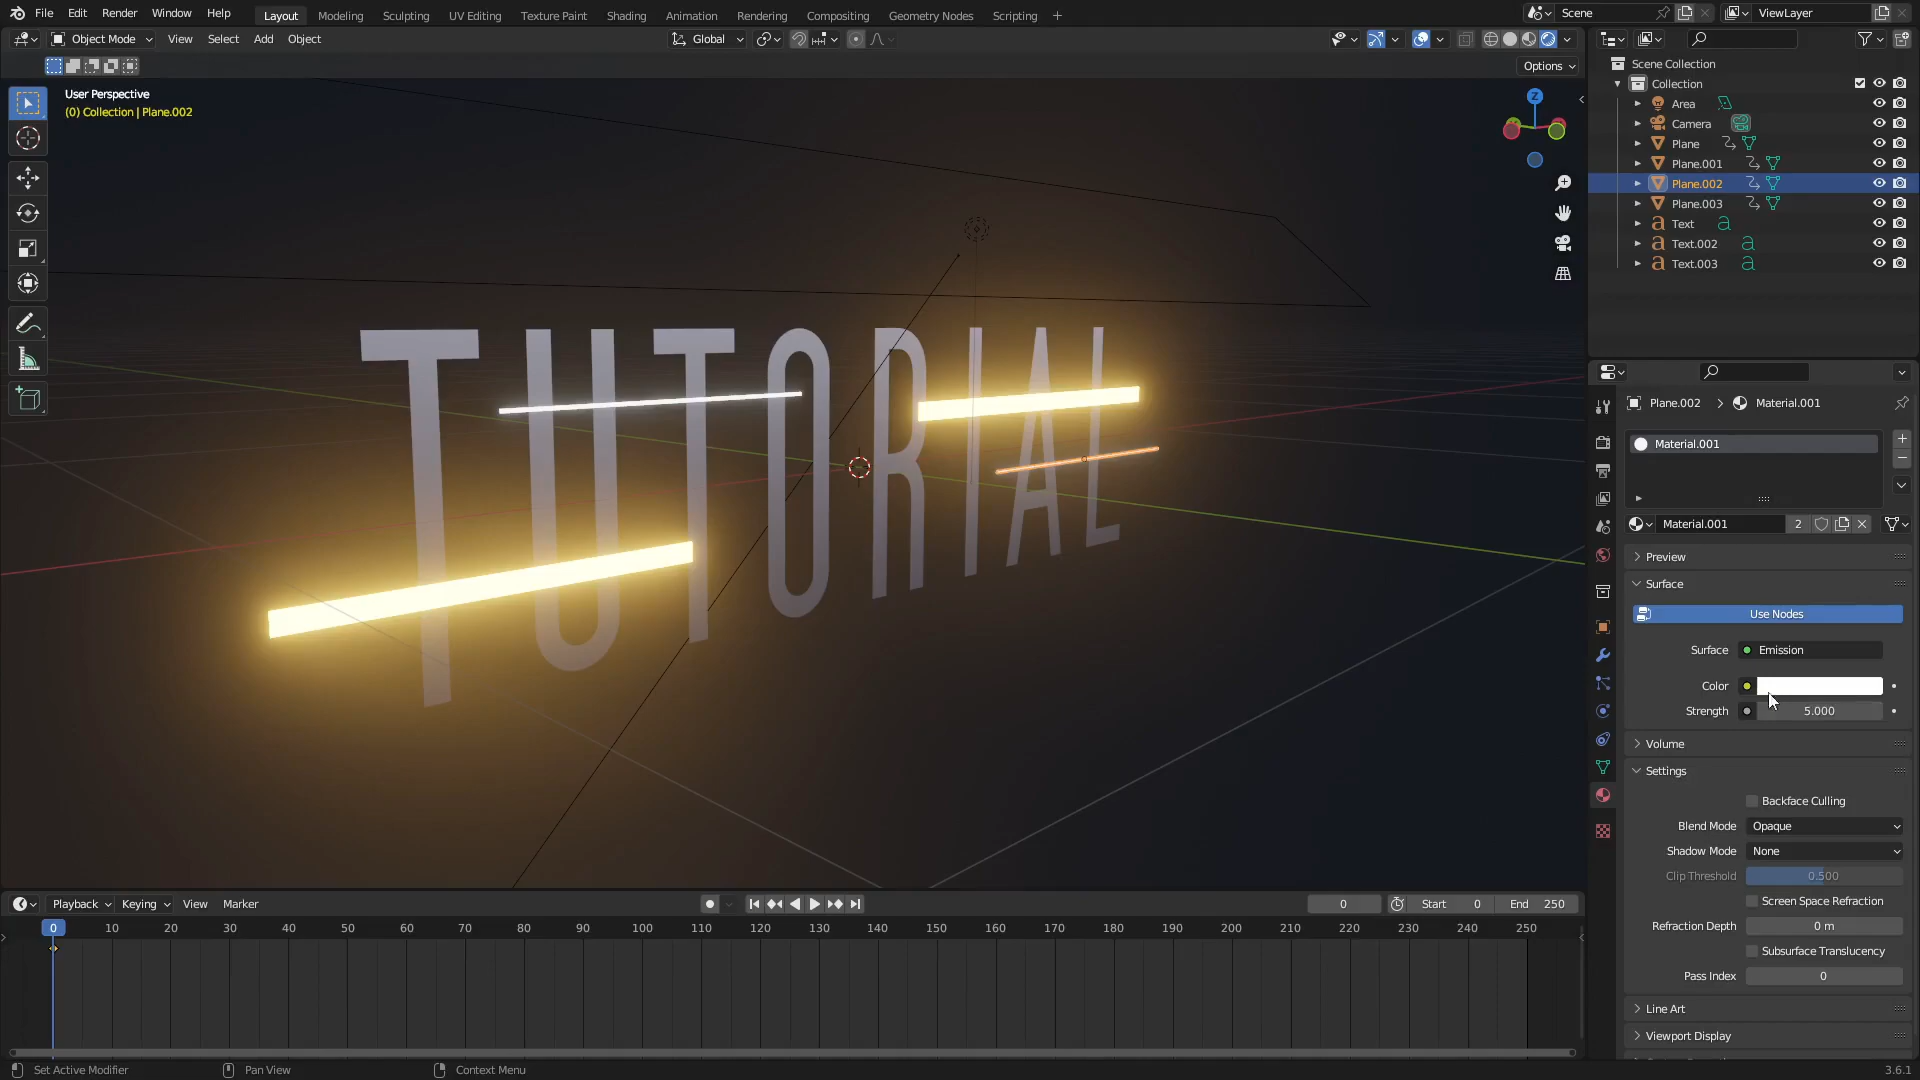 File Edit Render Window Help Layout Modeling Sculpting UV Editing Texture Paint Shading Animation Rendering Compositing Geometry Nodes Scripting + Scene ViewLayer
Object Mode View Select Add Object Global
Options
User Perspective
(0) Collection | Plane.002
Z
TUTORIAL
Scene Collection
Collection
Area
Camera
Plane
Plane.001
Plane.002
Plane.003
Text
Text.002
Text.003
Plane.002 Material.001
Material.001
Material.001 2
Preview
Surface
Use Nodes
Surface Emission
Color
Strength 5.000
Volume
Settings
Backface Culling
Blend Mode Opaque
Shadow Mode None
Clip Threshold 0.500
Screen Space Refraction
Refraction Depth 0 m
Subsurface Translucency
Pass Index 0
Line Art
Viewport Display
Playback Keying View Marker 0 Start 0 End 250
0 10 20 30 40 50 60 70 80 90 100 110 120 130 140 150 160 170 180 190 200 210 220 230 240 250
Set Active Modifier Pan View Context Menu 3.6.1